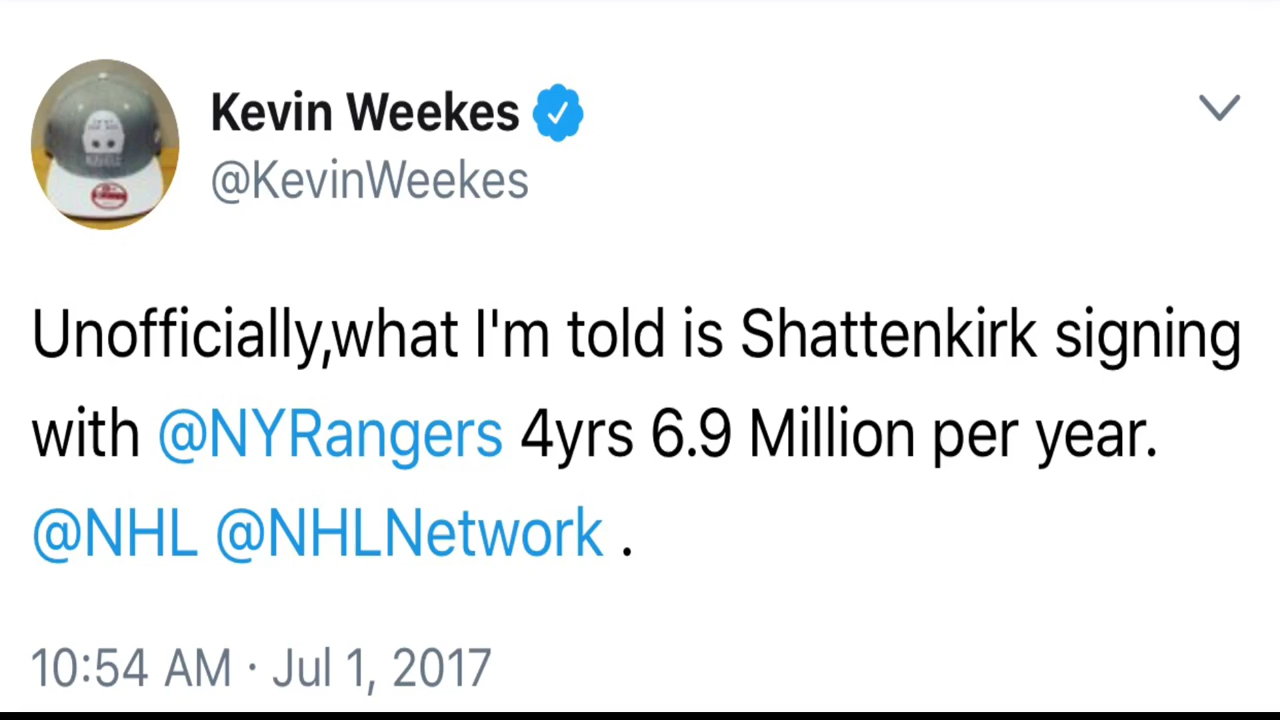 Kevin Weekes
@KevinWeekes
Unofficially,what I'm told is Shattenkirk signing
with @NYRangers 4yrs 6.9 Million per year.
@NHL @NHLNetwork .
10:54 AM · Jul 1, 2017